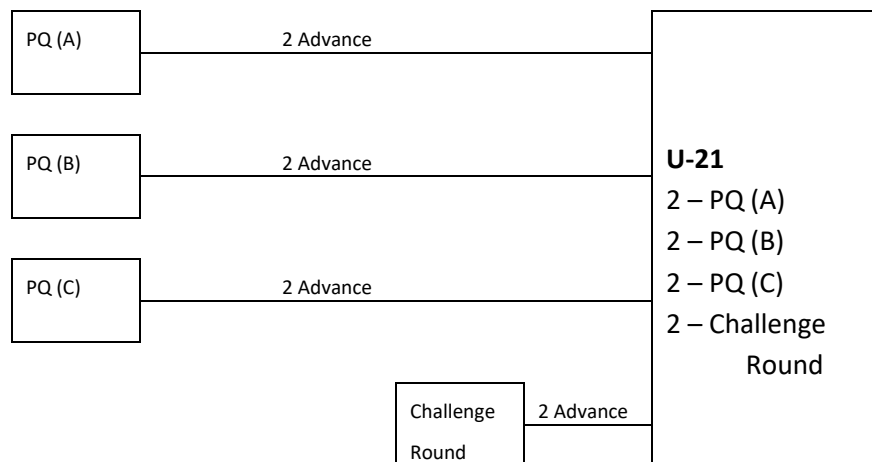 PQ (A)
2 Advance
PQ (B)
2 Advance
PQ (C)
2 Advance
U-21
2 – PQ (A)
2 – PQ (B)
2 – PQ (C)
2 – Challenge
Round
Challenge
Round
2 Advance